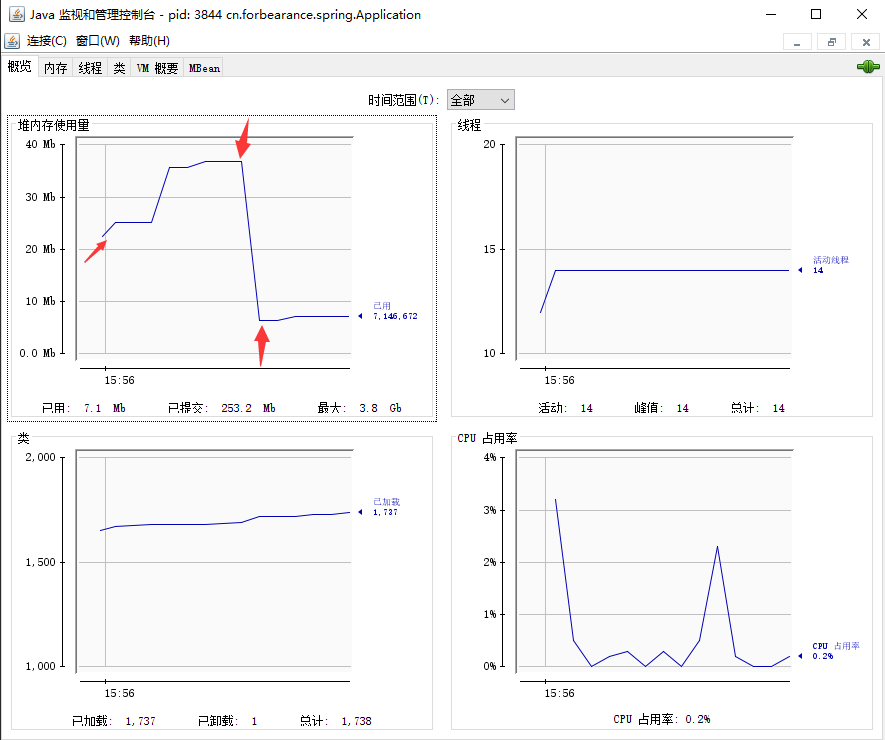 Java 监视和管理控制台 - pid: 3844 cn.forbearance.spring.Application
连接(C) 窗口(W) 帮助(H)
概览 内存 线程 类 VM 概要 MBean
时间范围(T): 全部
堆内存使用量
40 Mb
30 Mb
20 Mb
10 Mb
0.0 Mb
已用
7,146,672
15:56
已用: 7.1 Mb 已提交: 253.2 Mb 最大: 3.8 Gb
线程
20
15
10
活动线程
14
15:56
活动: 14 峰值: 14 总计: 14
类
2,000
1,500
1,000
已加载
1,737
15:56
已加载: 1,737 已卸载: 1 总计: 1,738
CPU 占用率
4%
3%
2%
1%
0%
CPU 占用率
0.2%
15:56
CPU 占用率: 0.2%